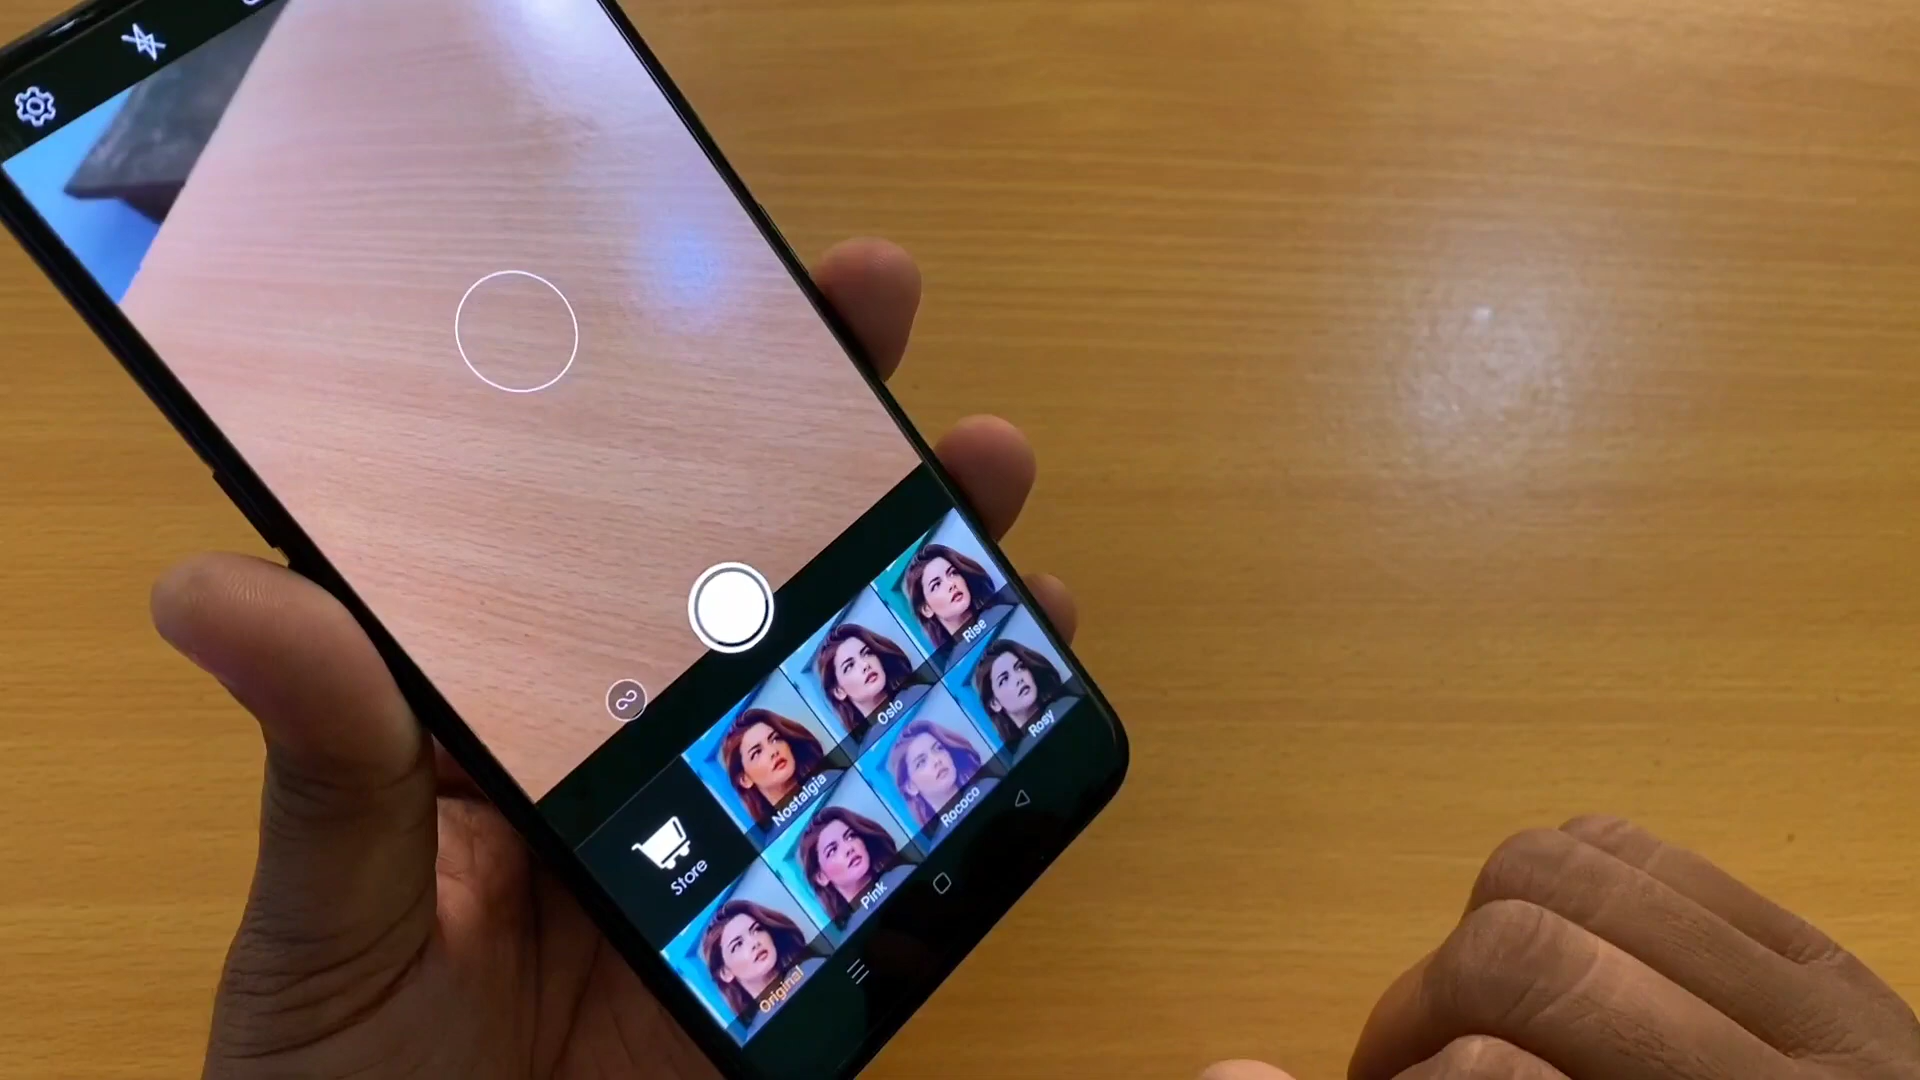 Store
Nostalgia
Oslo
Rise
Original
Pink
Rococo
Rosy